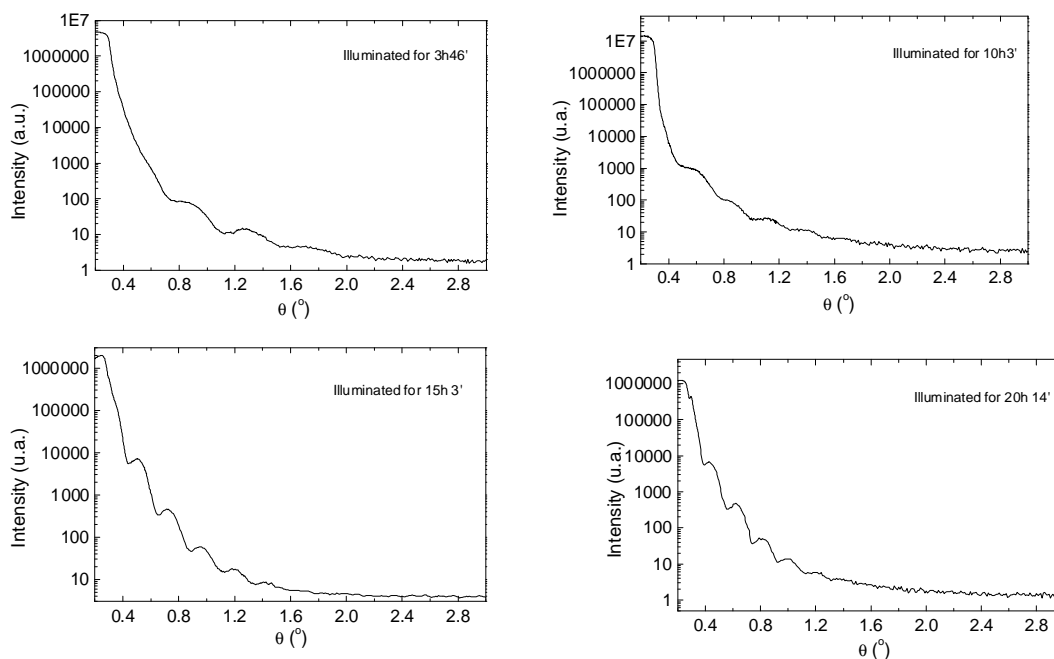 1E7
1000000
100000
10000
1000
100
10
1
Intensity (a.u.)
Illuminated for 3h46'
0.4 0.8 1.2 1.6 2.0 2.4 2.8
θ (°)
1E7
1000000
100000
10000
1000
100
10
1
Intensity (u.a.)
Illuminated for 10h3'
0.4 0.8 1.2 1.6 2.0 2.4 2.8
θ (°)
1000000
100000
10000
1000
100
10
Intensity (u.a.)
Illuminated for 15h 3'
0.4 0.8 1.2 1.6 2.0 2.4 2.8
θ (°)
1000000
100000
10000
1000
100
10
1
Intensity (u.a.)
Illuminated for 20h 14'
0.4 0.8 1.2 1.6 2.0 2.4 2.8
θ (°)